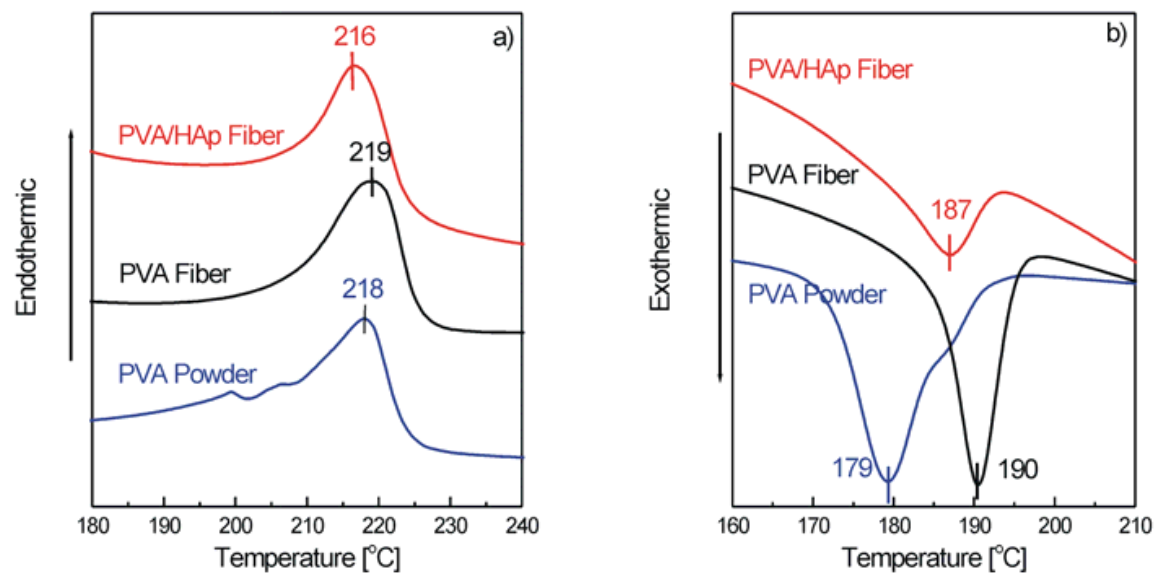 a)
216
PVA/HAp Fiber
219
PVA Fiber
218
PVA Powder
Endothermic
180 190 200 210 220 230 240
Temperature [°C]
b)
PVA/HAp Fiber
PVA Fiber
187
PVA Powder
179
190
Exothermic
160 170 180 190 200 210
Temperature [°C]